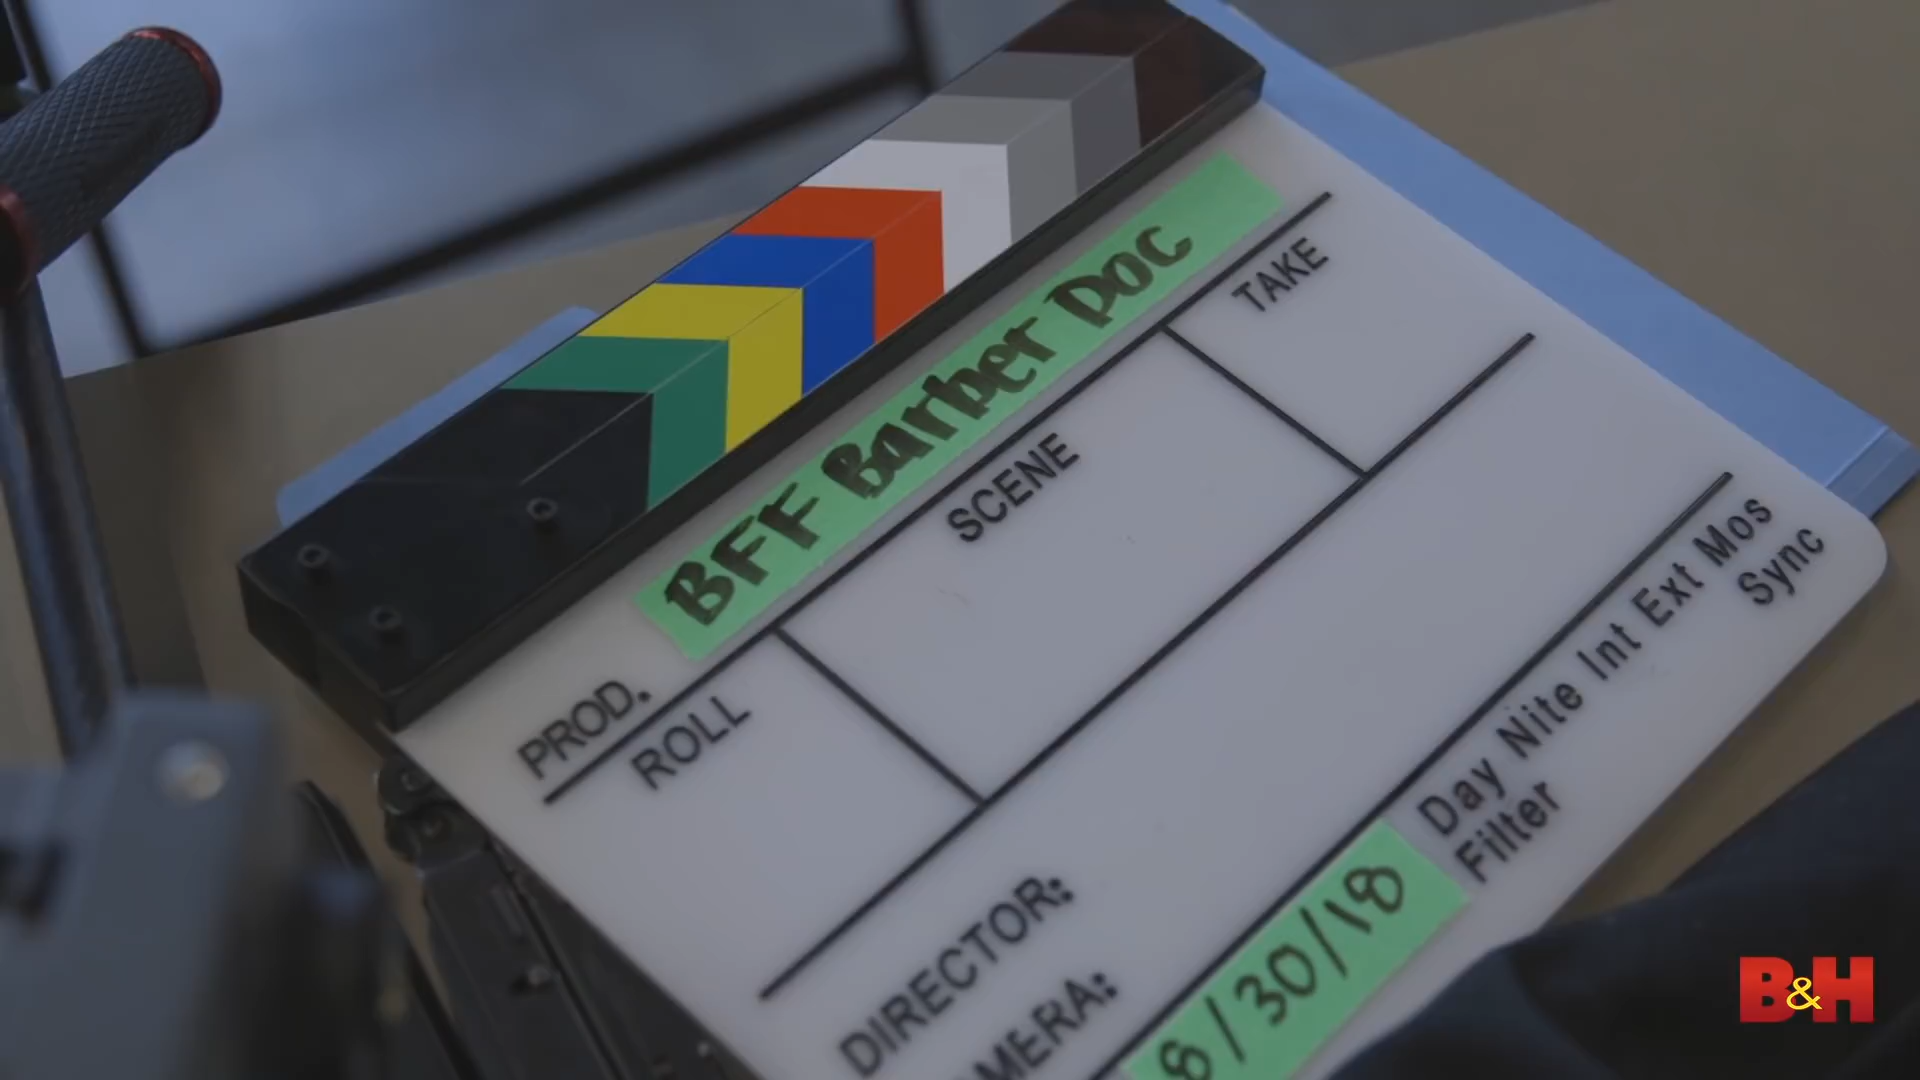 BFF Barber DOC
PROD.
ROLL
SCENE
TAKE
DIRECTOR:
MERA:
8/30/18
Day Nite Int Ext Mos
Filter
Sync
B&H